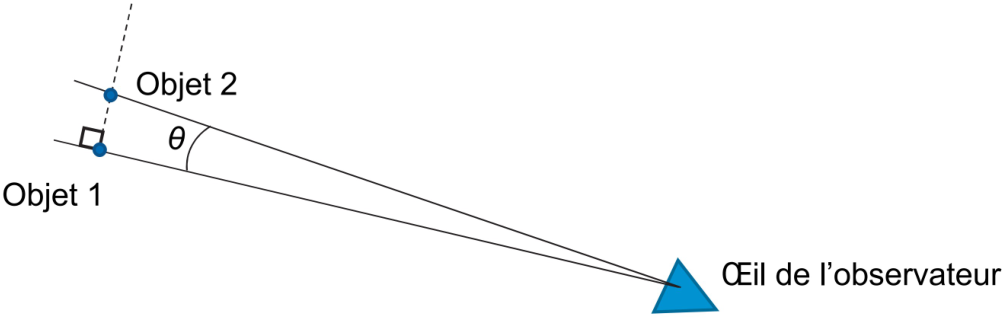 Objet 2
θ
Objet 1
Œil de l’observateur